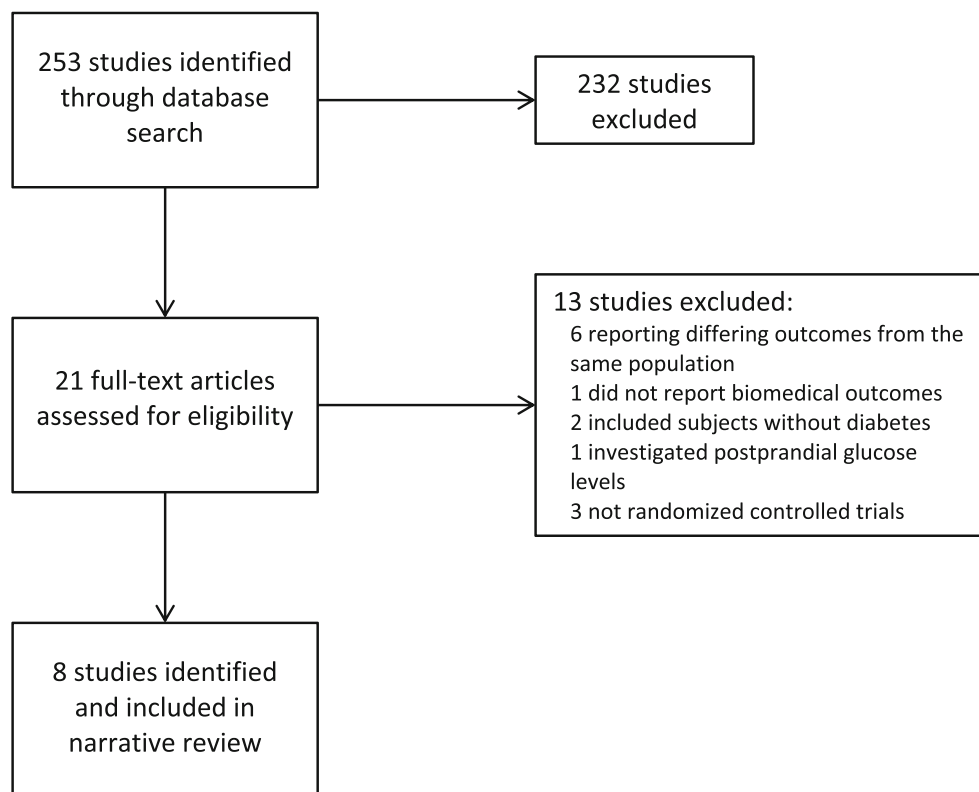 253 studies identified
through database
search
232 studies
excluded
21 full-text articles
assessed for eligibility
13 studies excluded:
6 reporting differing outcomes from the
same population
1 did not report biomedical outcomes
2 included subjects without diabetes
1 investigated postprandial glucose
levels
3 not randomized controlled trials
8 studies identified
and included in
narrative review